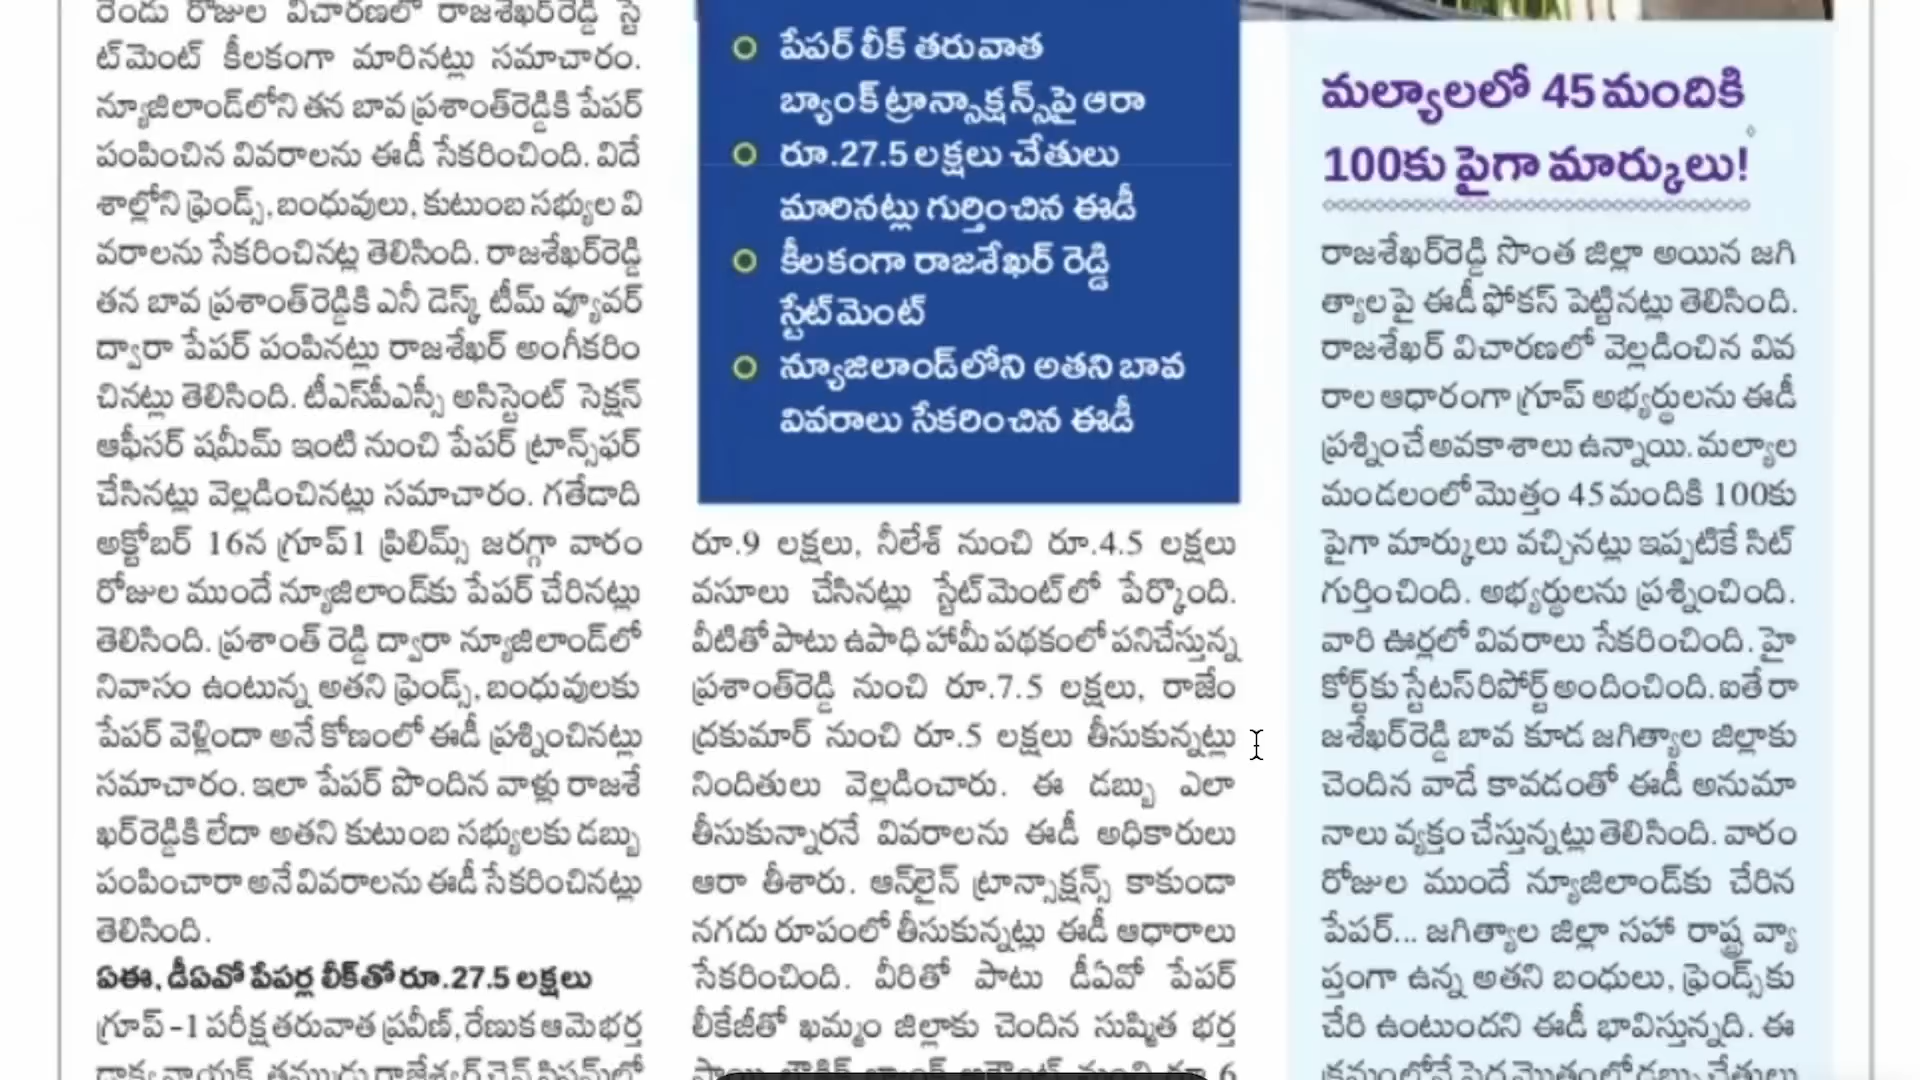 రెండు రోజుల విచారణలో రాజశేఖర్‌రెడ్డి స్టే
ట్‌మెంట్ కీలకంగా మారినట్లు సమాచారం.
న్యూజిలాండ్‌లోని తన బావ ప్రశాంత్‌రెడ్డికి పేపర్
పంపించిన వివరాలను ఈడీ సేకరించింది. విదే
శాల్లోని ఫ్రెండ్స్, బంధువులు, కుటుంబ సభ్యుల వి
వరాలను సేకరించినట్ల తెలిసింది. రాజశేఖర్‌రెడ్డి
తన బావ ప్రశాంత్‌రెడ్డికి ఎనీ డెస్క్ టీమ్ వ్యూవర్
ద్వారా పేపర్ పంపినట్లు రాజశేఖర్ అంగీకరిం
చినట్లు తెలిసింది. టీఎస్‌పీఎస్సీ అసిస్టెంట్ సెక్షన్
ఆఫీసర్ షమీమ్ ఇంటి నుంచి పేపర్ ట్రాన్స్‌ఫర్
చేసినట్లు వెల్లడించినట్లు సమాచారం. గతేడాది
అక్టోబర్ 16న గ్రూప్1 ప్రిలిమ్స్ జరగ్గా వారం
రోజుల ముందే న్యూజిలాండ్‌కు పేపర్ చేరినట్లు
తెలిసింది. ప్రశాంత్ రెడ్డి ద్వారా న్యూజిలాండ్‌లో
నివాసం ఉంటున్న అతని ఫ్రెండ్స్, బంధువులకు
పేపర్ వెళ్లిందా అనే కోణంలో ఈడీ ప్రశ్నించినట్లు
సమాచారం. ఇలా పేపర్ పొందిన వాళ్లు రాజశే
ఖర్‌రెడ్డికి లేదా అతని కుటుంబ సభ్యులకు డబ్బు
పంపించారా అనే వివరాలను ఈడీ సేకరించినట్లు
తెలిసింది.
ఏఈ, డీఏవో పేపర్ల లీక్‌తో రూ.27.5 లక్షలు
గ్రూప్ -1 పరీక్ష తరువాత ప్రవీణ్, రేణుక ఆమె భర్త
పేపర్ లీక్ తరువాత
బ్యాంక్ ట్రాన్సాక్షన్స్‌పై ఆరా
రూ.27.5 లక్షలు చేతులు
మారినట్లు గుర్తించిన ఈడీ
కీలకంగా రాజశేఖర్ రెడ్డి
స్టేట్‌మెంట్
న్యూజిలాండ్‌లోని అతని బావ
వివరాలు సేకరించిన ఈడీ
రూ.9 లక్షలు, నీలేశ్ నుంచి రూ.4.5 లక్షలు
వసూలు చేసినట్లు స్టేట్‌మెంట్‌లో పేర్కొంది.
వీటితో పాటు ఉపాధి హామీ పథకంలో పనిచేస్తున్న
ప్రశాంత్‌రెడ్డి నుంచి రూ.7.5 లక్షలు, రాజేం
ద్రకుమార్ నుంచి రూ.5 లక్షలు తీసుకున్నట్లు
నిందితులు వెల్లడించారు. ఈ డబ్బు ఎలా
తీసుకున్నారనే వివరాలను ఈడీ అధికారులు
ఆరా తీశారు. ఆన్‌లైన్ ట్రాన్సాక్షన్స్ కాకుండా
నగదు రూపంలో తీసుకున్నట్లు ఈడీ ఆధారాలు
సేకరించింది. వీరితో పాటు డీఏవో పేపర్
లీకేజీతో ఖమ్మం జిల్లాకు చెందిన సుష్మిత భర్త
మల్యాలలో 45 మందికి
100కు పైగా మార్కులు!
రాజశేఖర్‌రెడ్డి సొంత జిల్లా అయిన జగి
త్యాలపై ఈడీ ఫోకస్ పెట్టినట్లు తెలిసింది.
రాజశేఖర్ విచారణలో వెల్లడించిన వివ
రాల ఆధారంగా గ్రూప్ అభ్యర్థులను ఈడీ
ప్రశ్నించే అవకాశాలు ఉన్నాయి. మల్యాల
మండలంలో మొత్తం 45 మందికి 100కు
పైగా మార్కులు వచ్చినట్లు ఇప్పటికే సిట్
గుర్తించింది. అభ్యర్థులను ప్రశ్నించింది.
వారి ఊర్లలో వివరాలు సేకరించింది. హై
కోర్ట్‌కు స్టేటస్ రిపోర్ట్ అందించింది. ఐతే రా
జశేఖర్‌రెడ్డి బావ కూడ జగిత్యాల జిల్లాకు
చెందిన వాడే కావడంతో ఈడీ అనుమా
నాలు వ్యక్తం చేస్తున్నట్లు తెలిసింది. వారం
రోజుల ముందే న్యూజిలాండ్‌కు చేరిన
పేపర్... జగిత్యాల జిల్లా సహా రాష్ట్ర వ్యా
ప్తంగా ఉన్న అతని బంధులు, ఫ్రెండ్స్‌కు
చేరి ఉంటుందని ఈడీ భావిస్తున్నది. ఈ